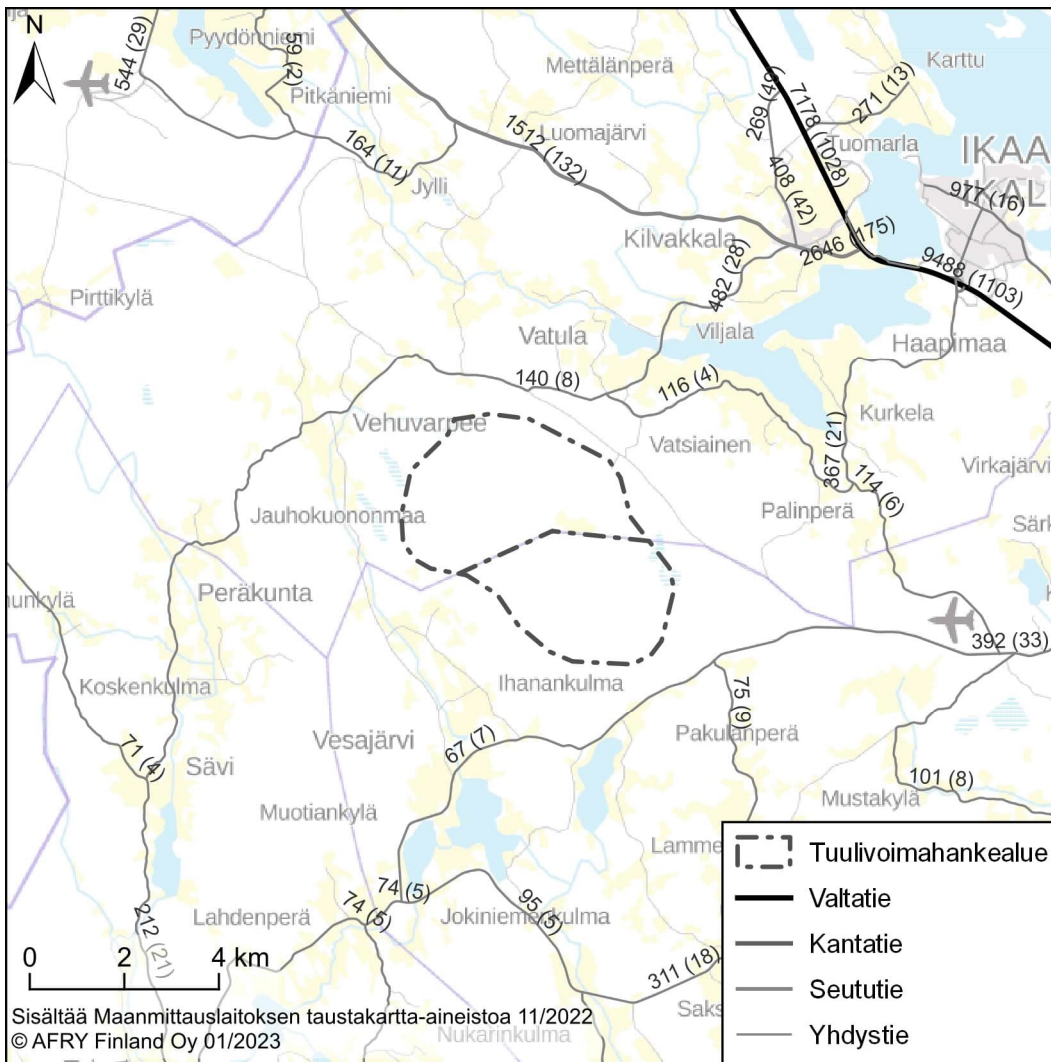 N
Pyydönniemi
Karttu
544 (29)
59 (2)
Mettälänperä
Pitkäniemi
269 (49)
7178 (1028)
271 (13)
1512 (132)
Luomajärvi
Tuomarla
IKAA
IKAL
164 (11)
Jylli
408 (42)
977 (16)
Kilvakkala
2646 (175)
9488 (1103)
482 (28)
Pirttikylä
Vatula
Viljala
Haapimaa
140 (8)
116 (4)
Vehuvarpee
Kurkela
Vatsiainen
367 (21)
114 (6)
Virkajärvi
Jauhokuononmaa
Palinperä
Särk
Peräkunta
unkylä
392 (33)
Koskenkulma
Ihanankulma
75 (9)
Pakulanperä
71 (4)
Sävi
Vesajärvi
67 (7)
101 (8)
Muotiankylä
Mustakylä
Lamme
Tuulivoimahankealue
Valtatie
Kantatie
Seututie
Yhdystie
212 (21)
Lahdenperä
74 (5)
74 (5)
Jokiniemenkulma
95 (5)
311 (18)
Saks
0 2 4 km
Sisältää Maanmittauslaitoksen taustakartta-aineistoa 11/2022
© AFRY Finland Oy 01/2023
Nukarinkulma